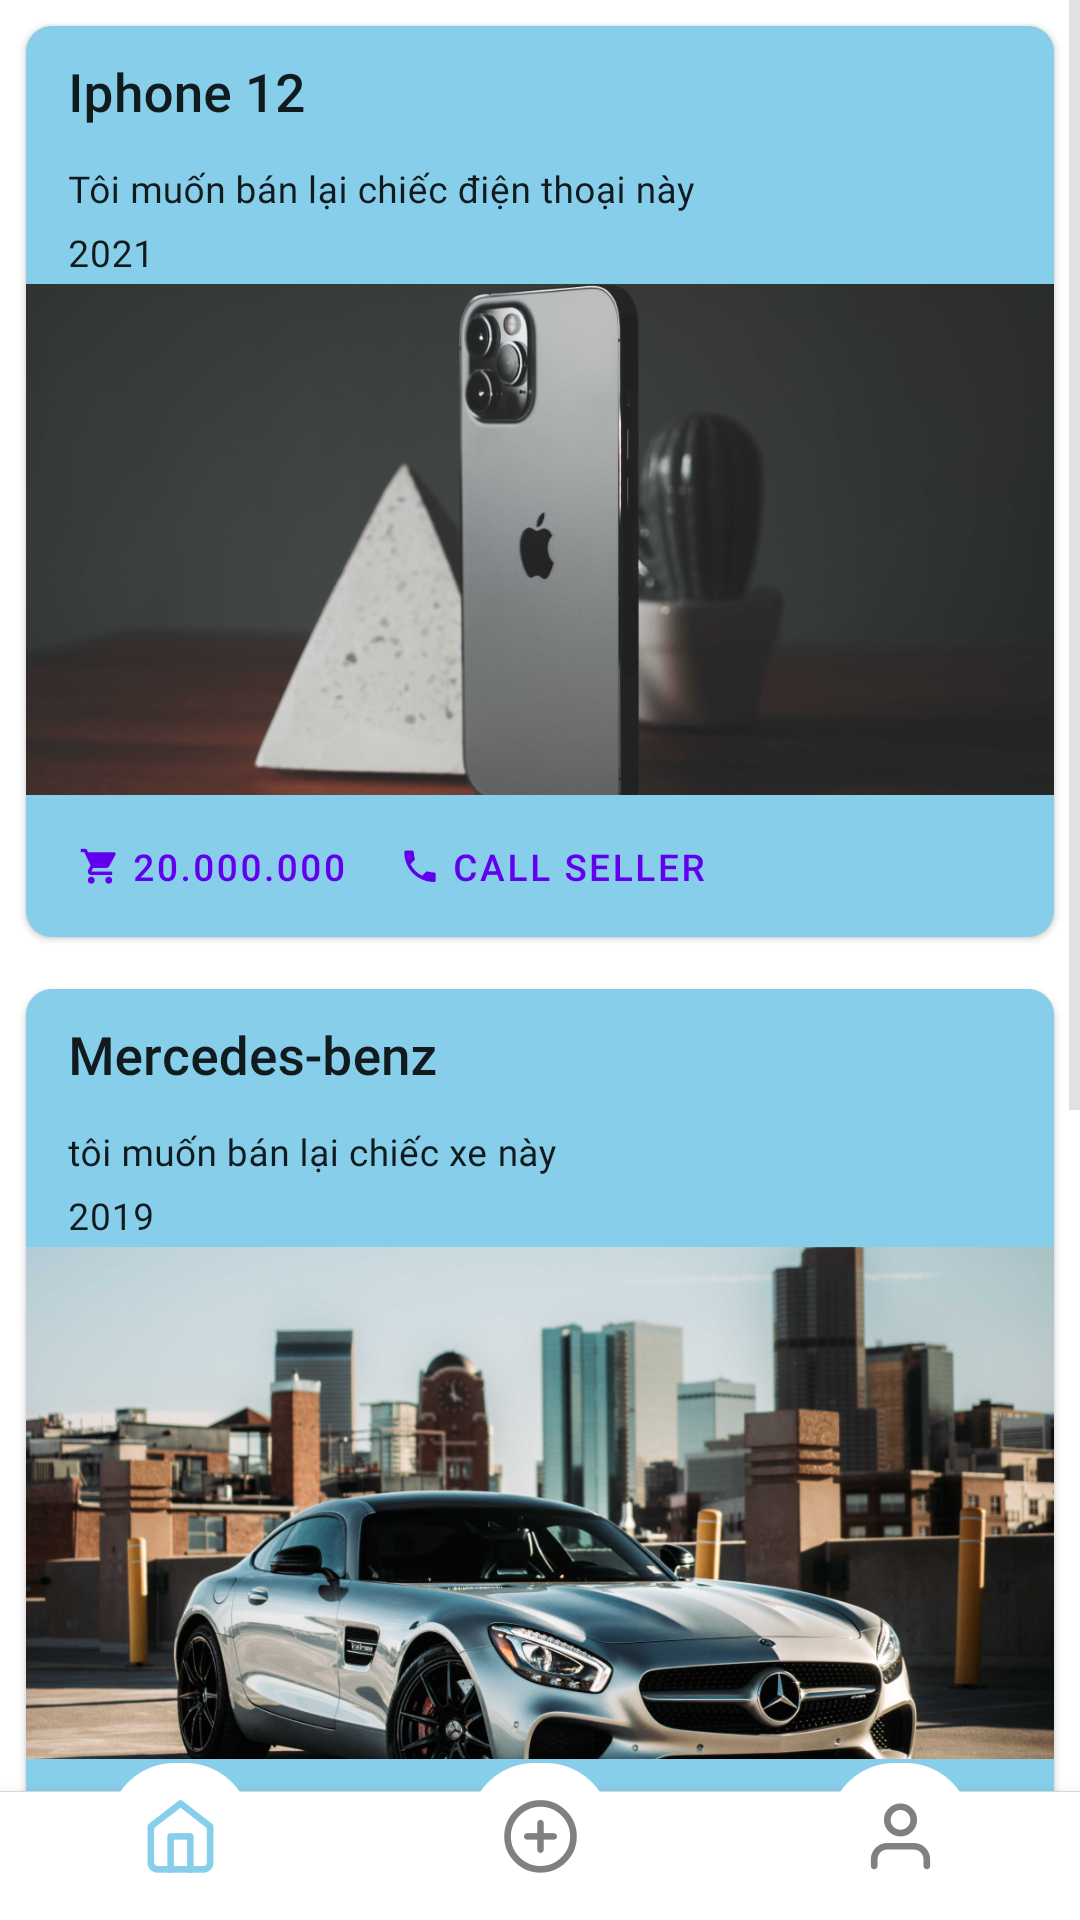 Iphone 12
Tôi muốn bán lại chiếc điện thoại này
2021
20.000.000
CALL SELLER
Mercedes-benz
tôi muốn bán lại chiếc xe này
2019